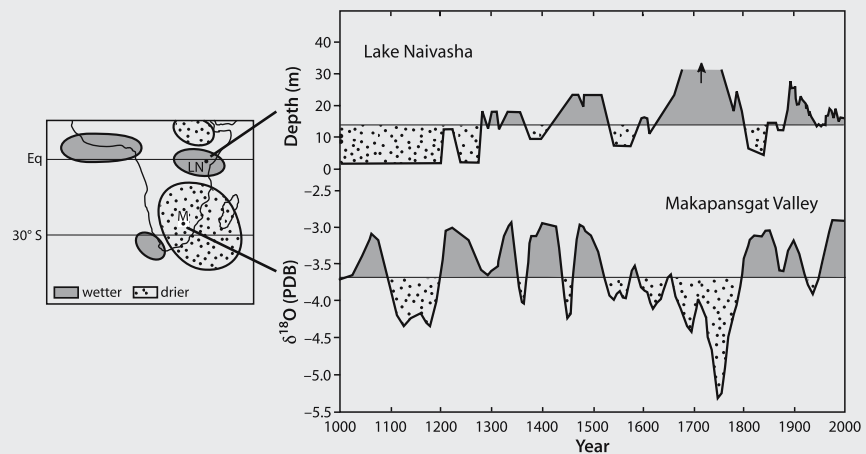 Lake Naivasha
Depth (m)
40
30
20
10
0
Makapansgat Valley
δ18O (PDB)
-2.5
-3.0
-3.5
-4.0
-4.5
-5.0
-5.5
1000 1100 1200 1300 1400 1500 1600 1700 1800 1900 2000
Year
Eq
30° S
LN
M
wetter drier